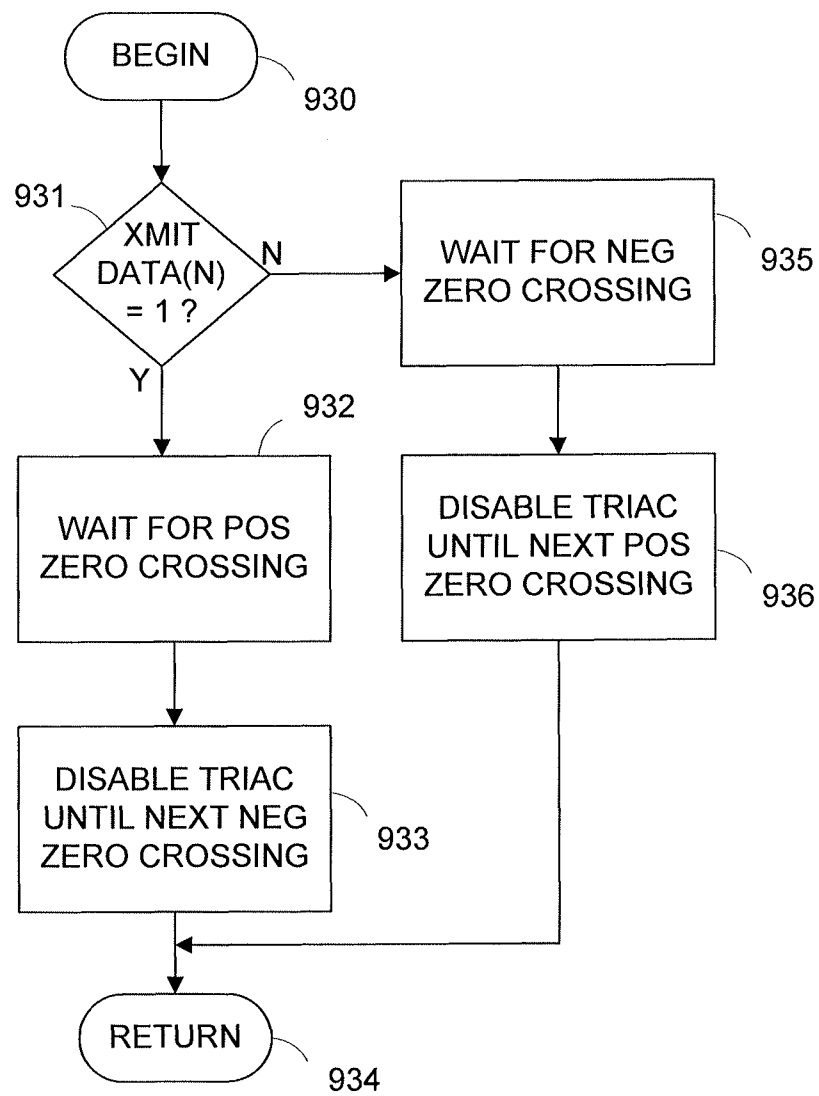 BEGIN
930
931
XMIT
DATA(N)
= 1 ?
N
Y
WAIT FOR NEG
ZERO CROSSING
935
932
WAIT FOR POS
ZERO CROSSING
DISABLE TRIAC
UNTIL NEXT POS
ZERO CROSSING
936
DISABLE TRIAC
UNTIL NEXT NEG
ZERO CROSSING
933
RETURN
934